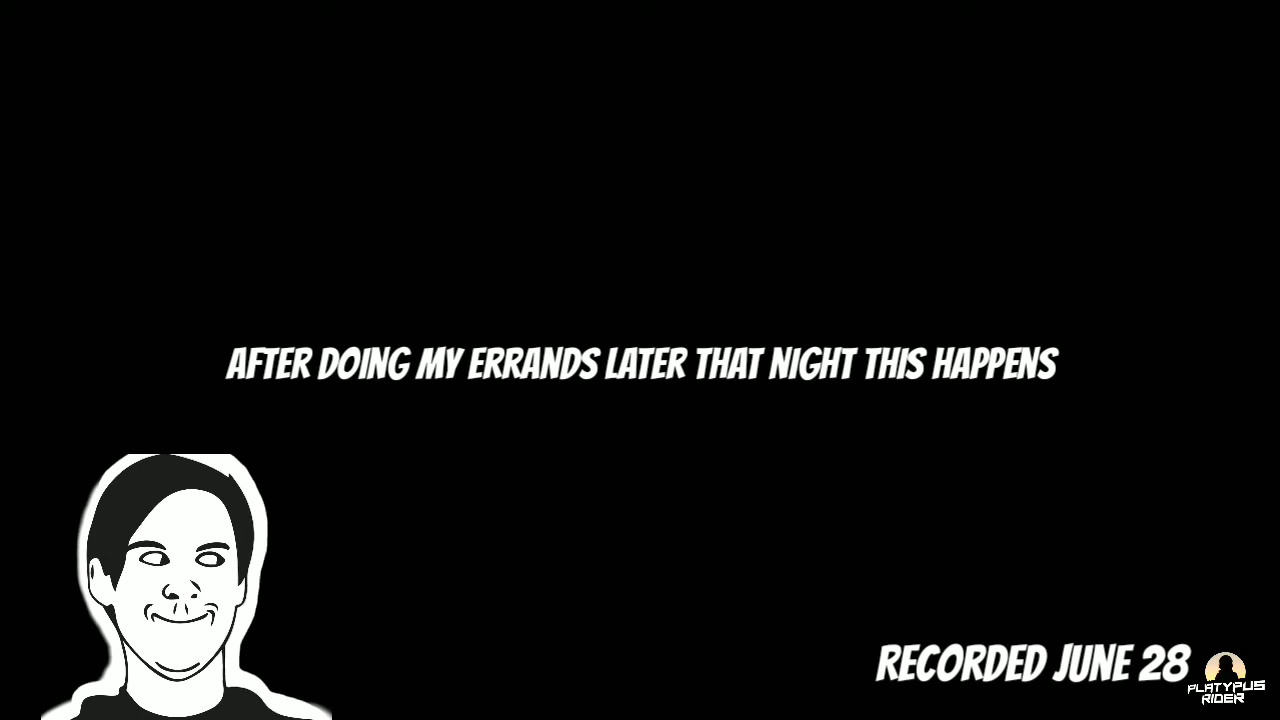 AFTER DOING MY ERRANDS LATER THAT NIGHT THIS HAPPENS
RECORDED JUNE 28
PLATYPUS
RIDER